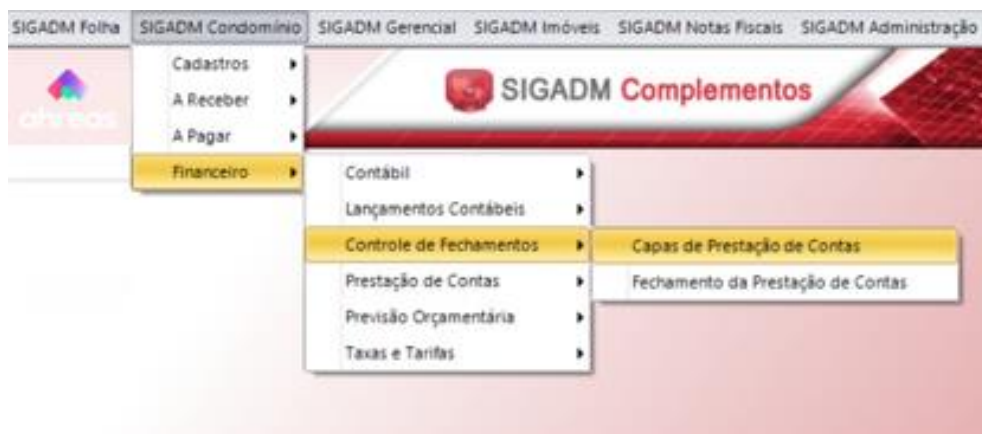 SIGADM Folha SIGADM Condomínio SIGADM Gerencial SIGADM Imóveis SIGADM Notas Fiscais SIGADM Administração
Cadastros
A Receber
A Pagar
Financeiro
SIGADM Complementos
ahreas
Contábil
Lançamentos Contábeis
Controle de Fechamentos
Prestação de Contas
Previsão Orçamentária
Taxas e Tarifas
Capas de Prestação de Contas
Fechamento da Prestação de Contas